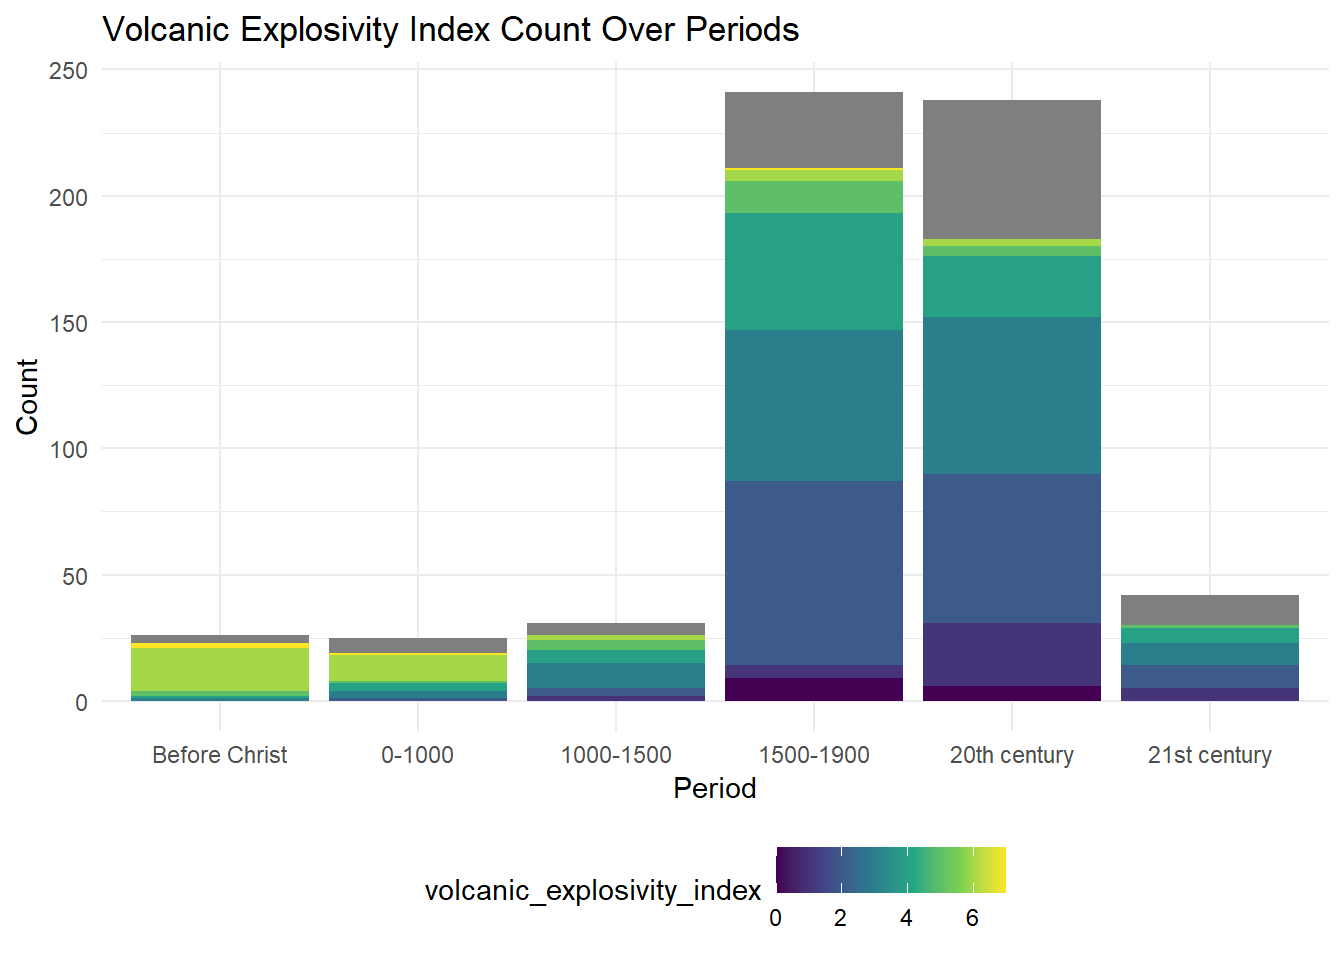 Volcanic Explosivity Index Count Over Periods
250
200
150
100
50
0
Count
Before Christ 0-1000 1000-1500 1500-1900 20th century 21st century
Period
volcanic_explosivity_index
0 2 4 6